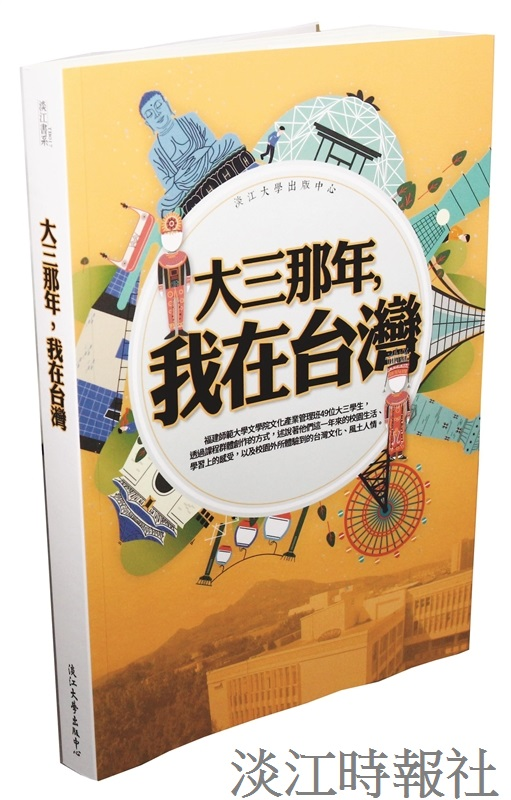 淡江書系
大三那年，我在台灣
淡江大學出版中心
淡江大學出版中心
大三那年,
我在台灣
福建師範大學文學院文化產業管理班49位大三學生，
透過課程群體創作的方式，述說著他們這一年來的校園生活、
學習上的感受，以及校園外所體驗到的台灣文化、風土人情。
淡江時報社